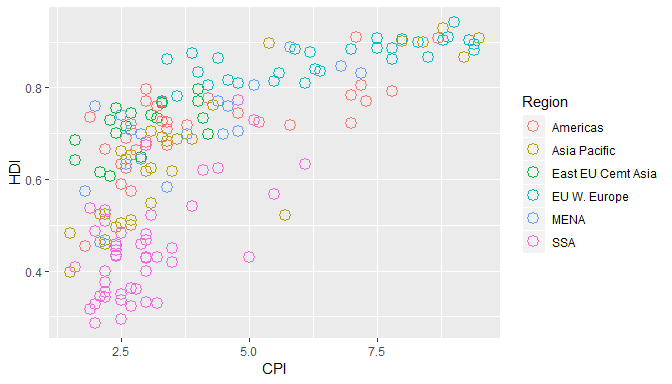 HDI
0.8
0.6
0.4
2.5 5.0 7.5
CPI
Region
Americas
Asia Pacific
East EU Cemt Asia
EU W. Europe
MENA
SSA